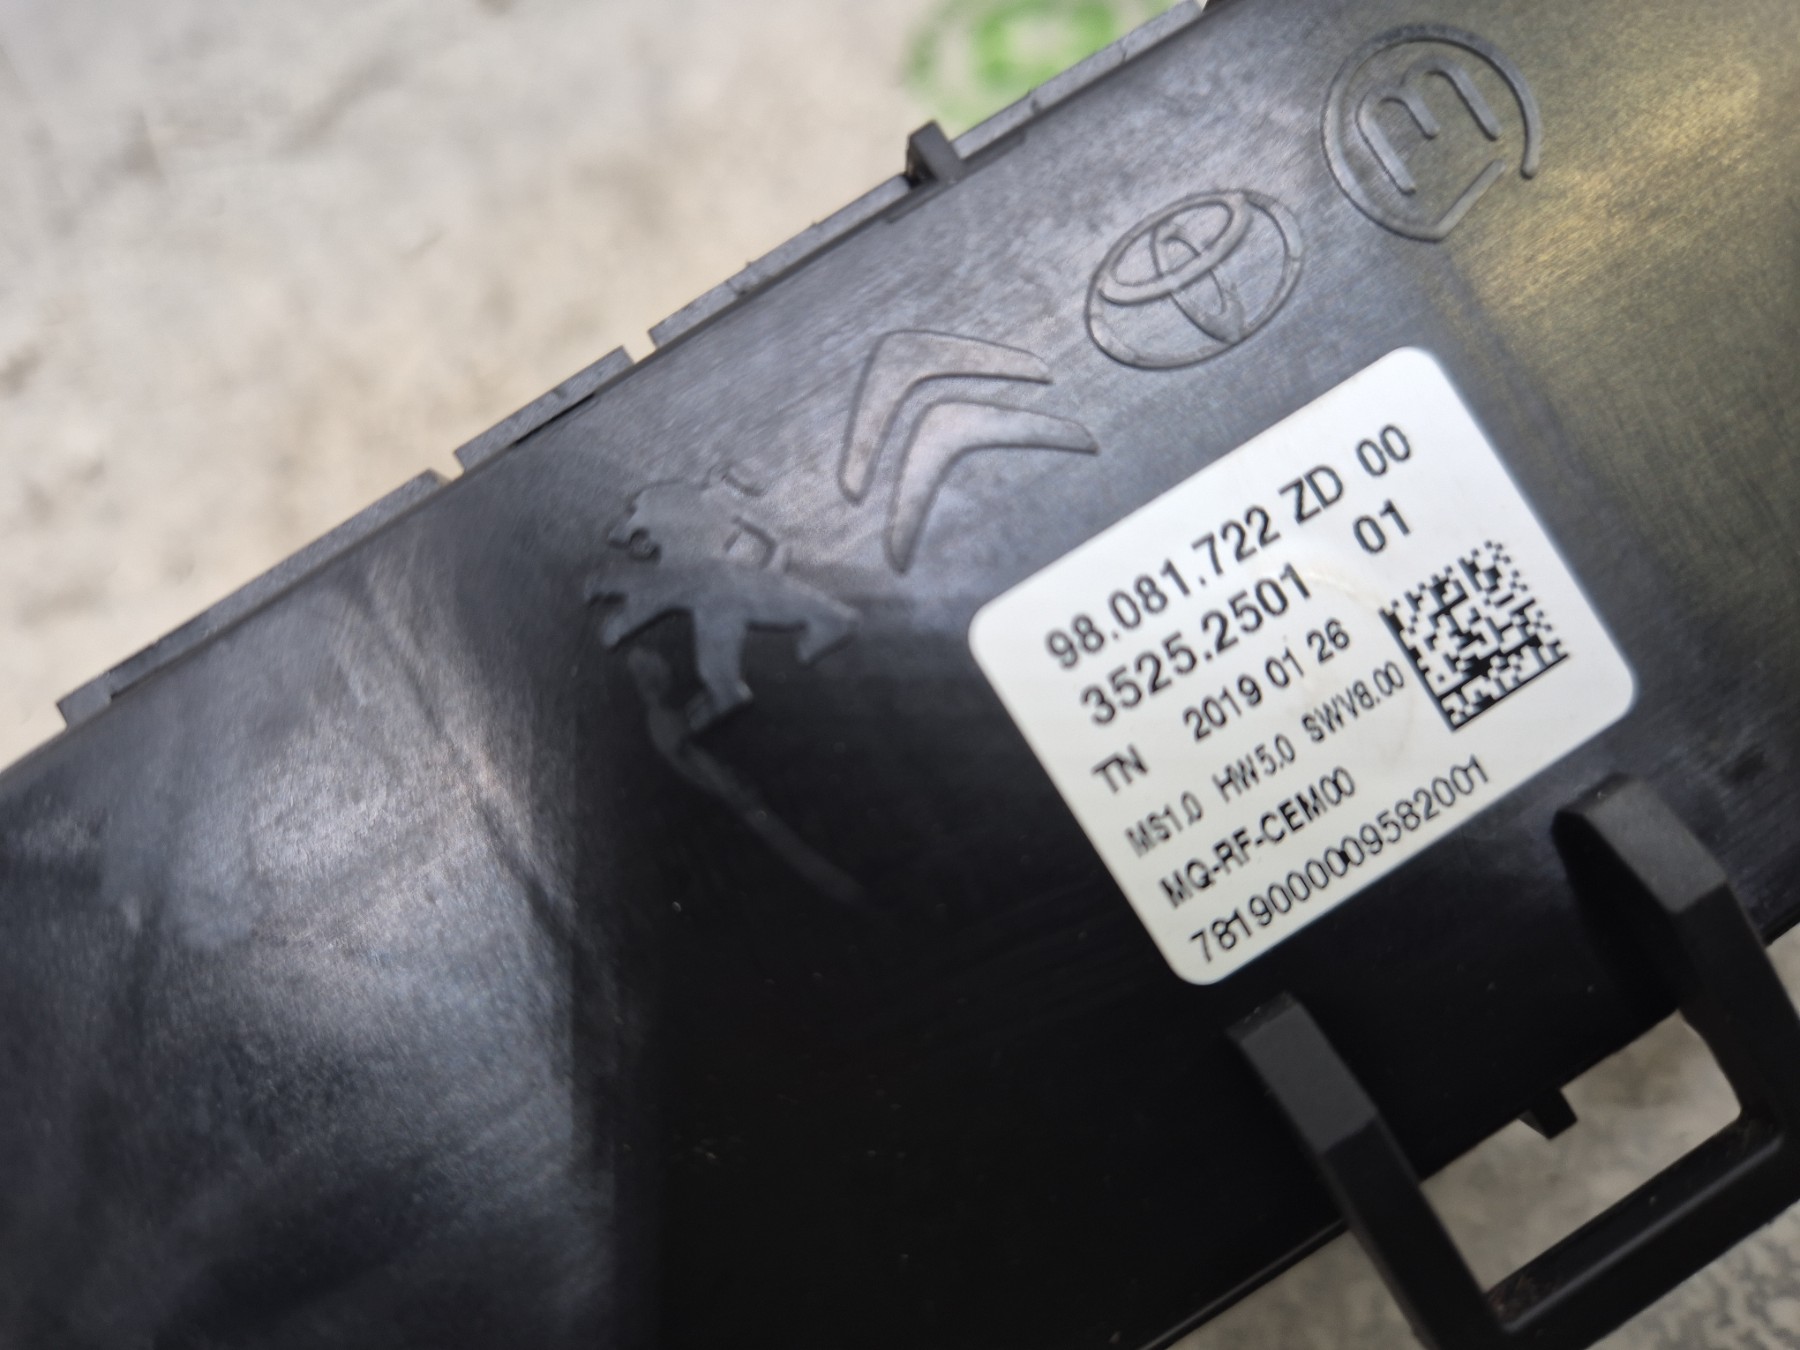 98.081.722 ZD 00
3525.2501 01
TN 2019 01 26
MS1.0 HW5.0 SWV8.00
MQ-RF-CEM00
7819000009582001